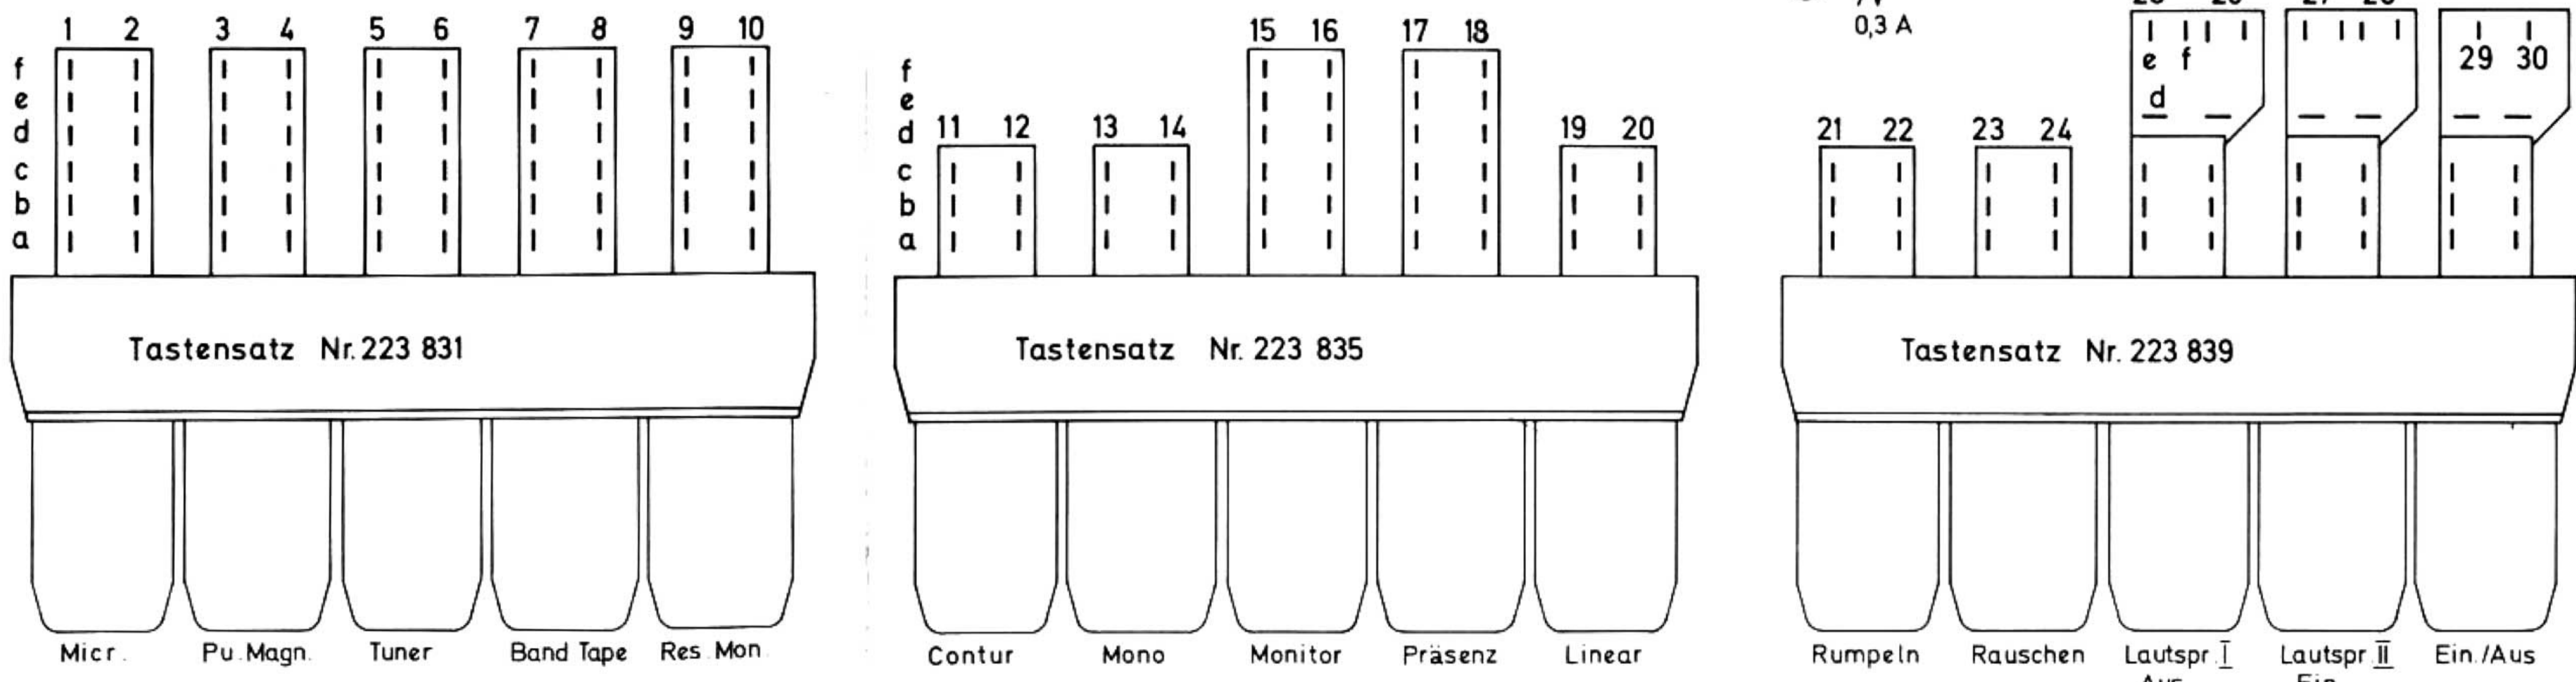 1 2 3 4 5 6 7 8 9 10
f
e
d
c
b
a
Tastensatz Nr. 223 831
Micr. Pu. Magn. Tuner Band Tape Res. Mon.
15 16 17 18
f
e
d 11 12 13 14 19 20
c
b
a
Tastensatz Nr. 223 835
Contur Mono Monitor Präsenz Linear
0,3 A
e f 29 30
d
21 22 23 24
Tastensatz Nr. 223 839
Rumpeln Rauschen Lautspr. I Lautspr. II Ein./Aus